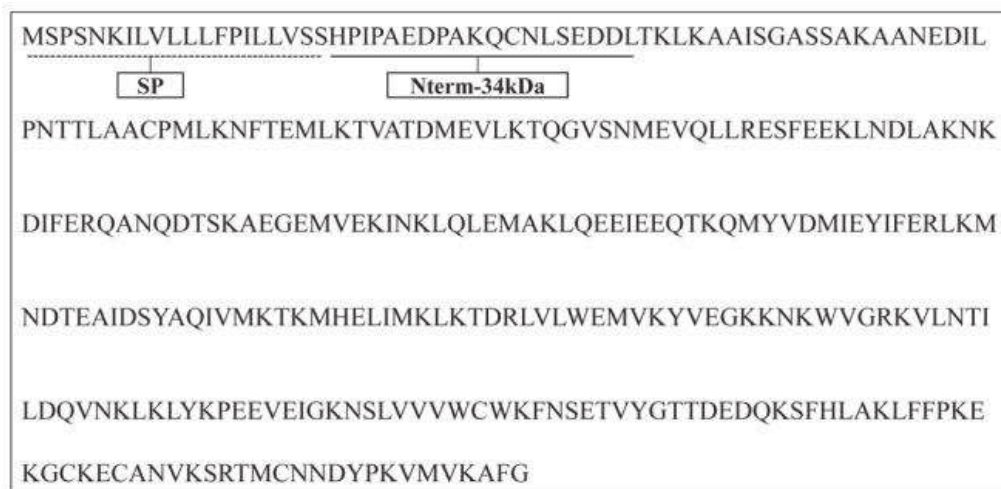 MSPSNKILVLLLFPILLVSSHPIPAEDPAKQCNLSEDDLTKLKAAISGASSAKAANEDIL
SP Nterm-34kDa
PNTTLAACPMLKNFTEMLKTVATDMEVLKTQGVSNMEVQLLRESFEEKLNDLAKNK
DIFERQANQDTSKAEGEMVEKINKLQLEMAKLQEEIEEQTKQMYVDMIEYIFERLKM
NDTEAIDSYAQIVMKTKMHELIMKLKTDRLVLWEMVKYVEGKKNKWVGRKVLNTI
LDQVNKLKLYKPEEVEIGKNSLVVVWCWKFNSETVYGTTDEDQKSFHLAKLFFPKE
KGCKECANVKSRTMCNNDYPKVMVKAFG